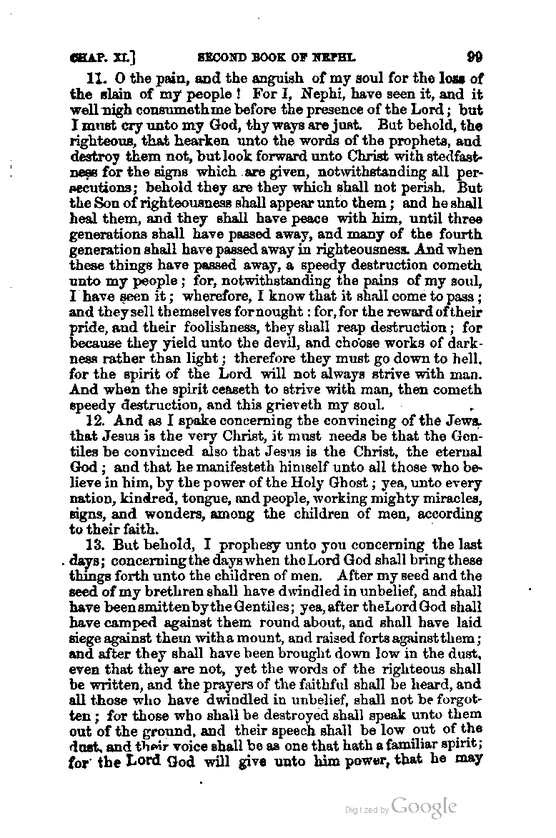 CHAP. XI.] SECOND BOOK OF NEPHI. 99
11. O the pain, and the anguish of my soul for the loss of
the slain of my people! For I, Nephi, have seen it, and it
well nigh consumeth me before the presence of the Lord; but
I must cry unto my God, thy ways are just. But behold, the
righteous, that hearken unto the words of the prophets, and
destroy them not, but look forward unto Christ with stedfast-
ness for the signs which are given, notwithstanding all per-
secutions; behold they are they which shall not perish. But
the Son of righteousness shall appear unto them; and he shall
heal them, and they shall have peace with him, until three
generations shall have passed away, and many of the fourth
generation shall have passed away in righteousness. And when
these things have passed away, a speedy destruction cometh
unto my people; for, notwithstanding the pains of my soul,
I have seen it; wherefore, I know that it shall come to pass;
and they sell themselves for nought: for, for the reward of their
pride, and their foolishness, they shall reap destruction; for
because they yield unto the devil, and choose works of dark-
ness rather than light; therefore they must go down to hell.
for the spirit of the Lord will not always strive with man.
And when the spirit ceaseth to strive with man, then cometh
speedy destruction, and this grieveth my soul.
12. And as I spake concerning the convincing of the Jews,
that Jesus is the very Christ, it must needs be that the Gen-
tiles be convinced also that Jesus is the Christ, the eternal
God; and that he manifesteth himself unto all those who be-
lieve in him, by the power of the Holy Ghost; yea, unto every
nation, kindred, tongue, and people, working mighty miracles,
signs, and wonders, among the children of men, according
to their faith.
13. But behold, I prophesy unto you concerning the last
days; concerning the days when the Lord God shall bring these
things forth unto the children of men. After my seed and the
seed of my brethren shall have dwindled in unbelief, and shall
have been smitten by the Gentiles; yea, after the Lord God shall
have camped against them round about, and shall have laid
siege against them with a mount, and raised forts against them;
and after they shall have been brought down low in the dust,
even that they are not, yet the words of the righteous shall
be written, and the prayers of the faithful shall be heard, and
all those who have dwindled in unbelief, shall not be forgot-
ten; for those who shall be destroyed shall speak unto them
out of the ground, and their speech shall be low out of the
dust, and their voice shall be as one that hath a familiar spirit;
for the Lord God will give unto him power, that he may
Digitized by Google